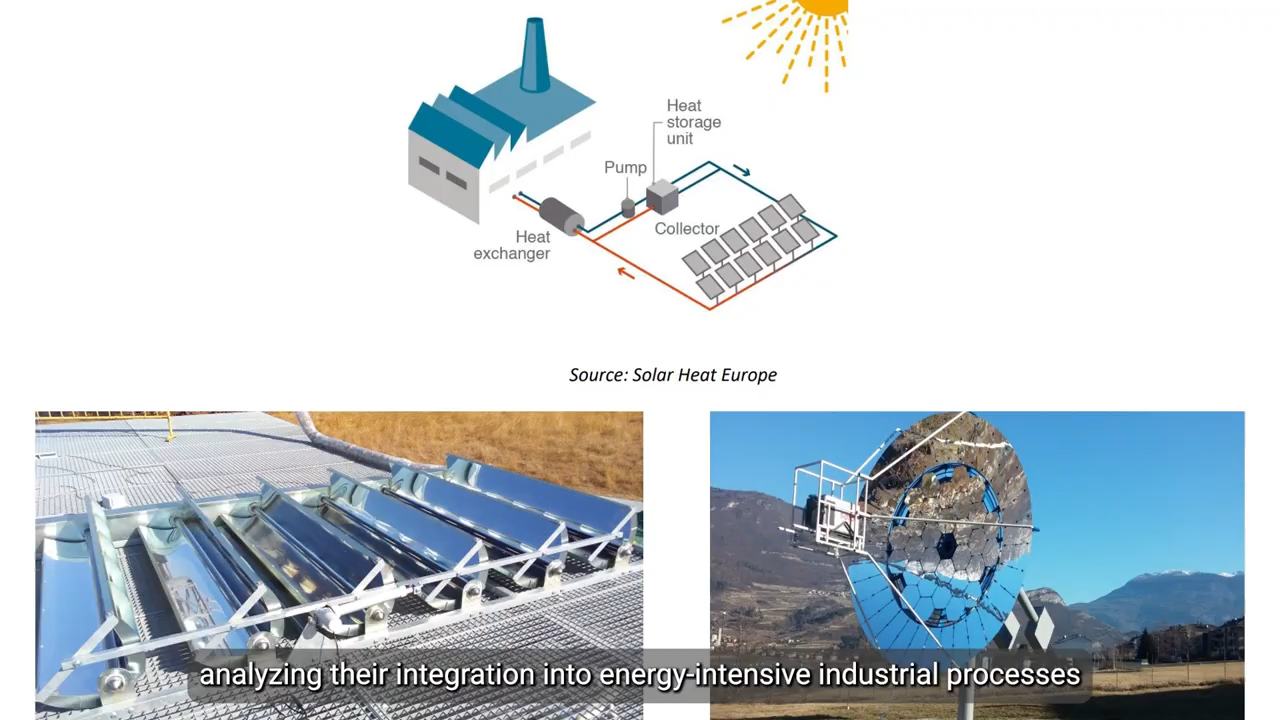 Heat
storage
unit
Pump
Collector
Heat
exchanger
Source: Solar Heat Europe
analyzing their integration into energy-intensive industrial processes